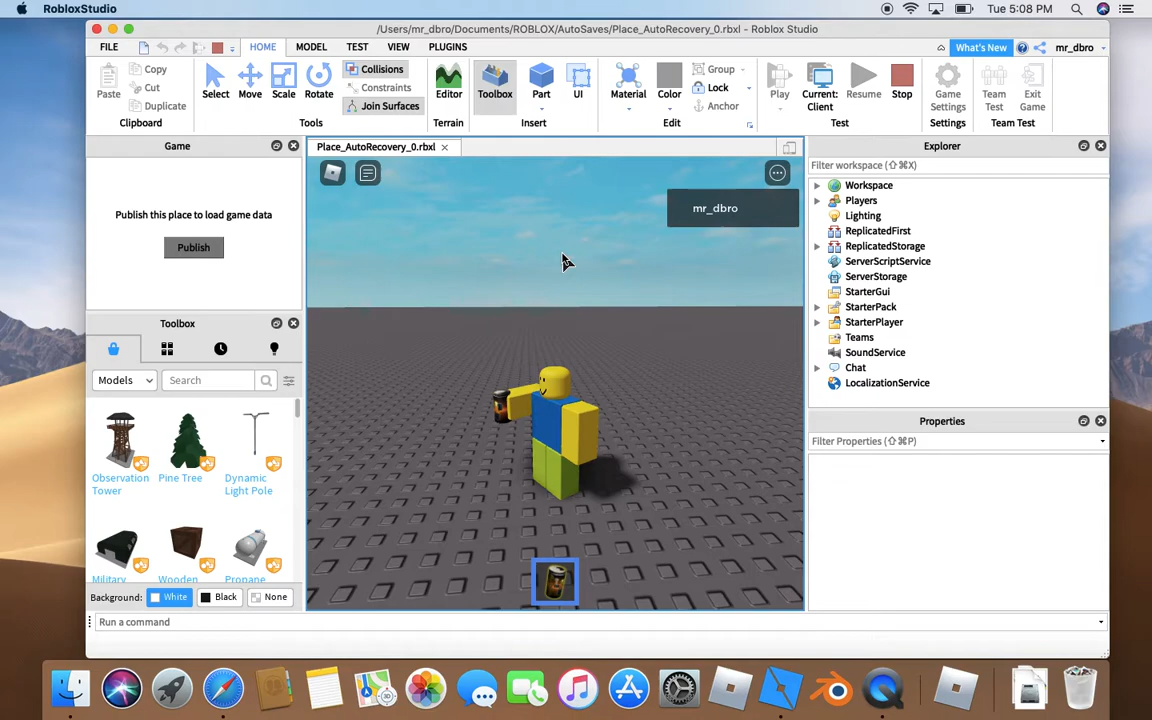 RobloxStudio
Tue 5:08 PM
/Users/mr_dbro/Documents/ROBLOX/AutoSaves/Place_AutoRecovery_0.rbxl - Roblox Studio
FILE HOME MODEL TEST VIEW PLUGINS
What's New mr_dbro
Paste Copy Cut Duplicate
Clipboard
Select Move Scale Rotate
Collisions
Constraints
Join Surfaces
Tools
Editor
Terrain
Toolbox Part UI
Insert
Material Color
Group
Lock
Anchor
Edit
Play Current: Client Resume Stop
Test
Game Settings
Settings
Team Test Exit Game
Team Test
Game
Publish this place to load game data
Publish
Toolbox
Models Search
Observation Tower
Pine Tree
Dynamic Light Pole
Military
Wooden
Propane
Background: White Black None
Place_AutoRecovery_0.rbxl
mr_dbro
Explorer
Filter workspace (⇧⌘X)
Workspace
Players
Lighting
ReplicatedFirst
ReplicatedStorage
ServerScriptService
ServerStorage
StarterGui
StarterPack
StarterPlayer
Teams
SoundService
Chat
LocalizationService
Properties
Filter Properties (⇧⌘P)
Run a command